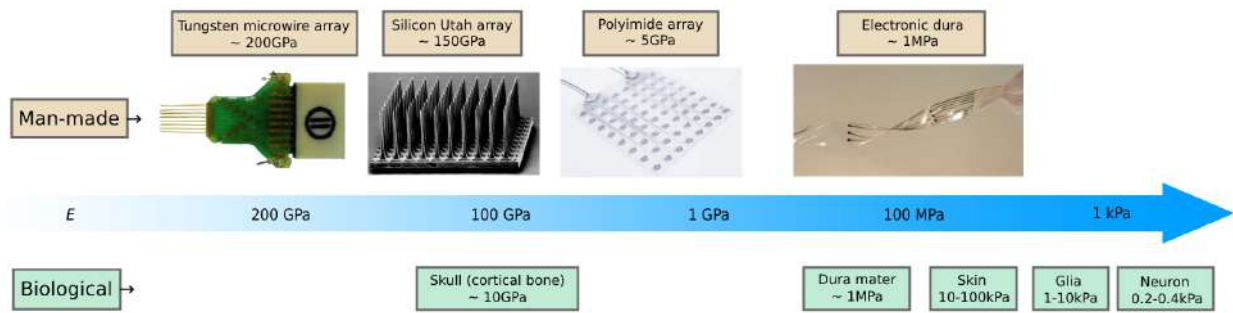 Tungsten microwire array
~ 200GPa
Silicon Utah array
~ 150GPa
Polyimide array
~ 5GPa
Electronic dura
~ 1MPa
Man-made →
E 200 GPa 100 GPa 1 GPa 100 MPa 1 kPa
Biological →
Skull (cortical bone)
~ 10GPa
Dura mater
~ 1MPa
Skin
10-100kPa
Glia
1-10kPa
Neuron
0.2-0.4kPa